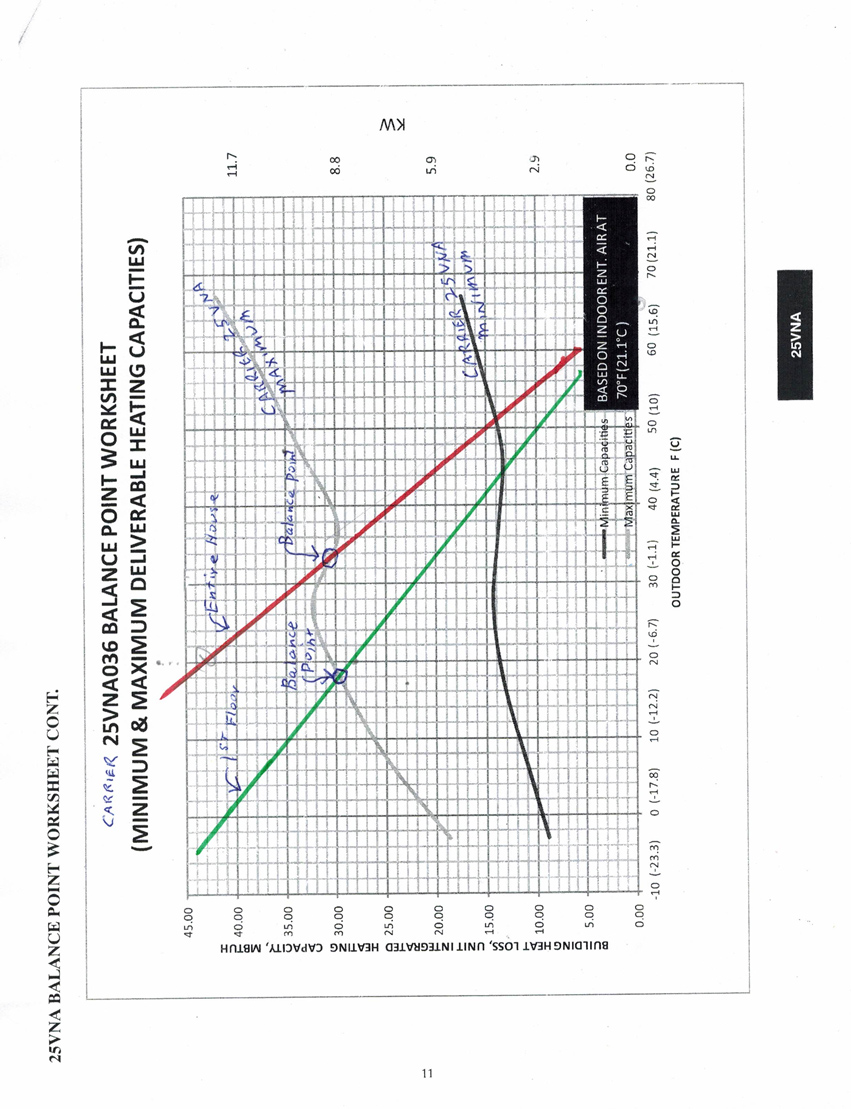 25VNA BALANCE POINT WORKSHEET CONT.
CARRIER 25VNA036 BALANCE POINT WORKSHEET
(MINIMUM & MAXIMUM DELIVERABLE HEATING CAPACITIES)
BUILDING HEAT LOSS, UNIT INTEGRATED HEATING CAPACITY, MBTUH
45.00
40.00
35.00
30.00
25.00
20.00
15.00
10.00
5.00
0.00
1ST Floor
Entire House
Balance
Point
Balance Point
CARRIER 25VNA
MAXIMUM
CARRIER 25VNA
MINIMUM
KW
11.7
8.8
5.9
2.9
0.0
Minimum Capacities
Maximum Capacities
BASED ON INDOOR ENT. AIR AT
70°F (21.1°C)
-10 (-23.3)
0 (-17.8)
10 (-12.2)
20 (-6.7)
30 (-1.1)
40 (4.4)
50 (10)
60 (15.6)
70 (21.1)
80 (26.7)
OUTDOOR TEMPERATURE F (C)
25VNA
11